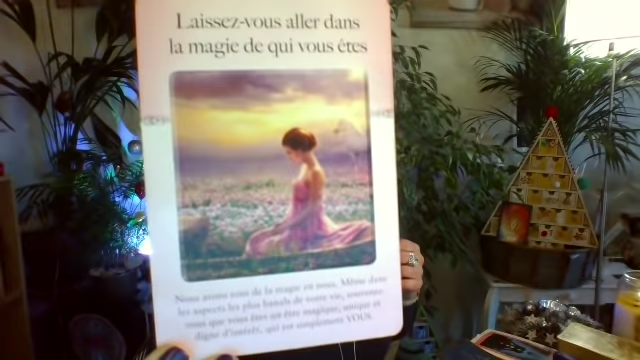 Laissez-vous aller dans
la magie de qui vous êtes
Nous avons tous de la magie en nous. Même dans
les aspects les plus banals de votre vie, souvenez-
vous que vous êtes un être magique, unique et
digne d'intérêt, qui est simplement VOUS.